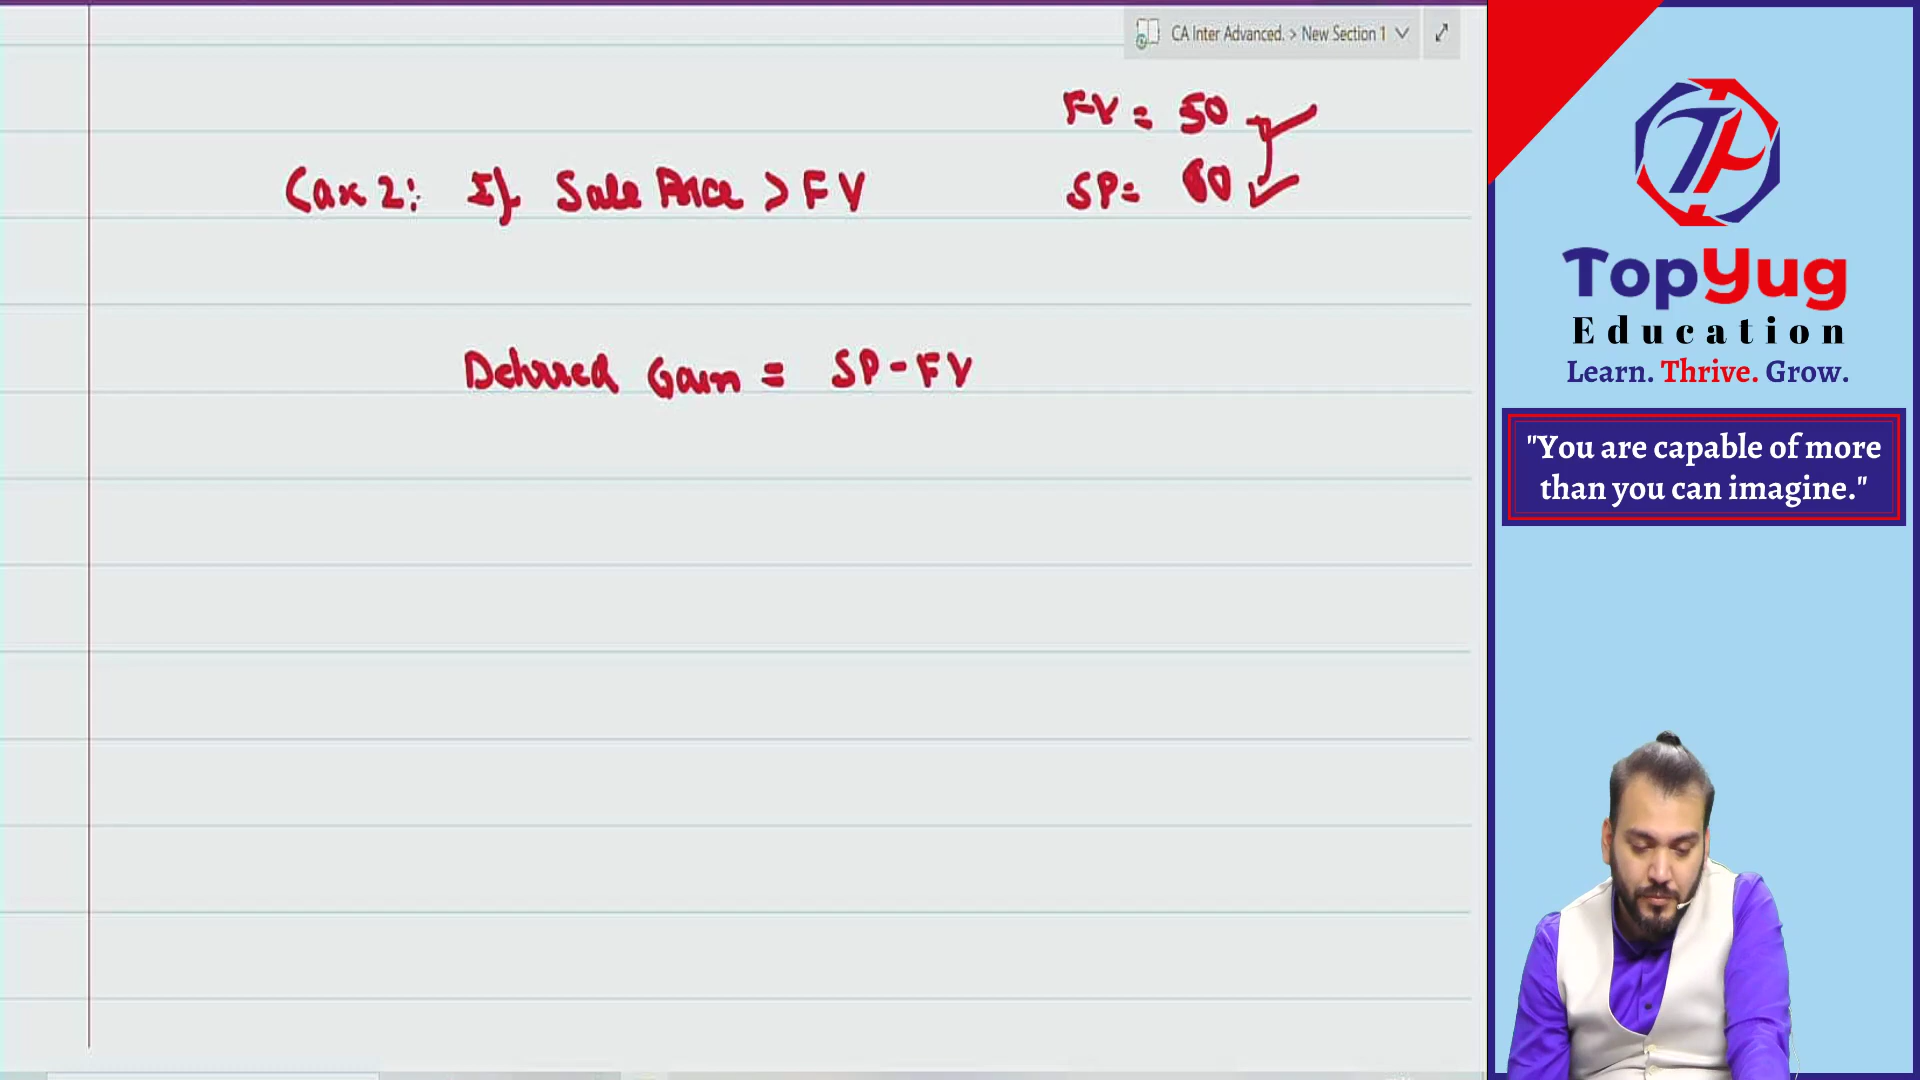 CA Inter Advanced. > New Section 1
FV = 50
SP = 60
Case 2: If Sale Price > FV
Deferred Gain = SP - FV
TopYug
Education
Learn. Thrive. Grow.
"You are capable of more
than you can imagine."